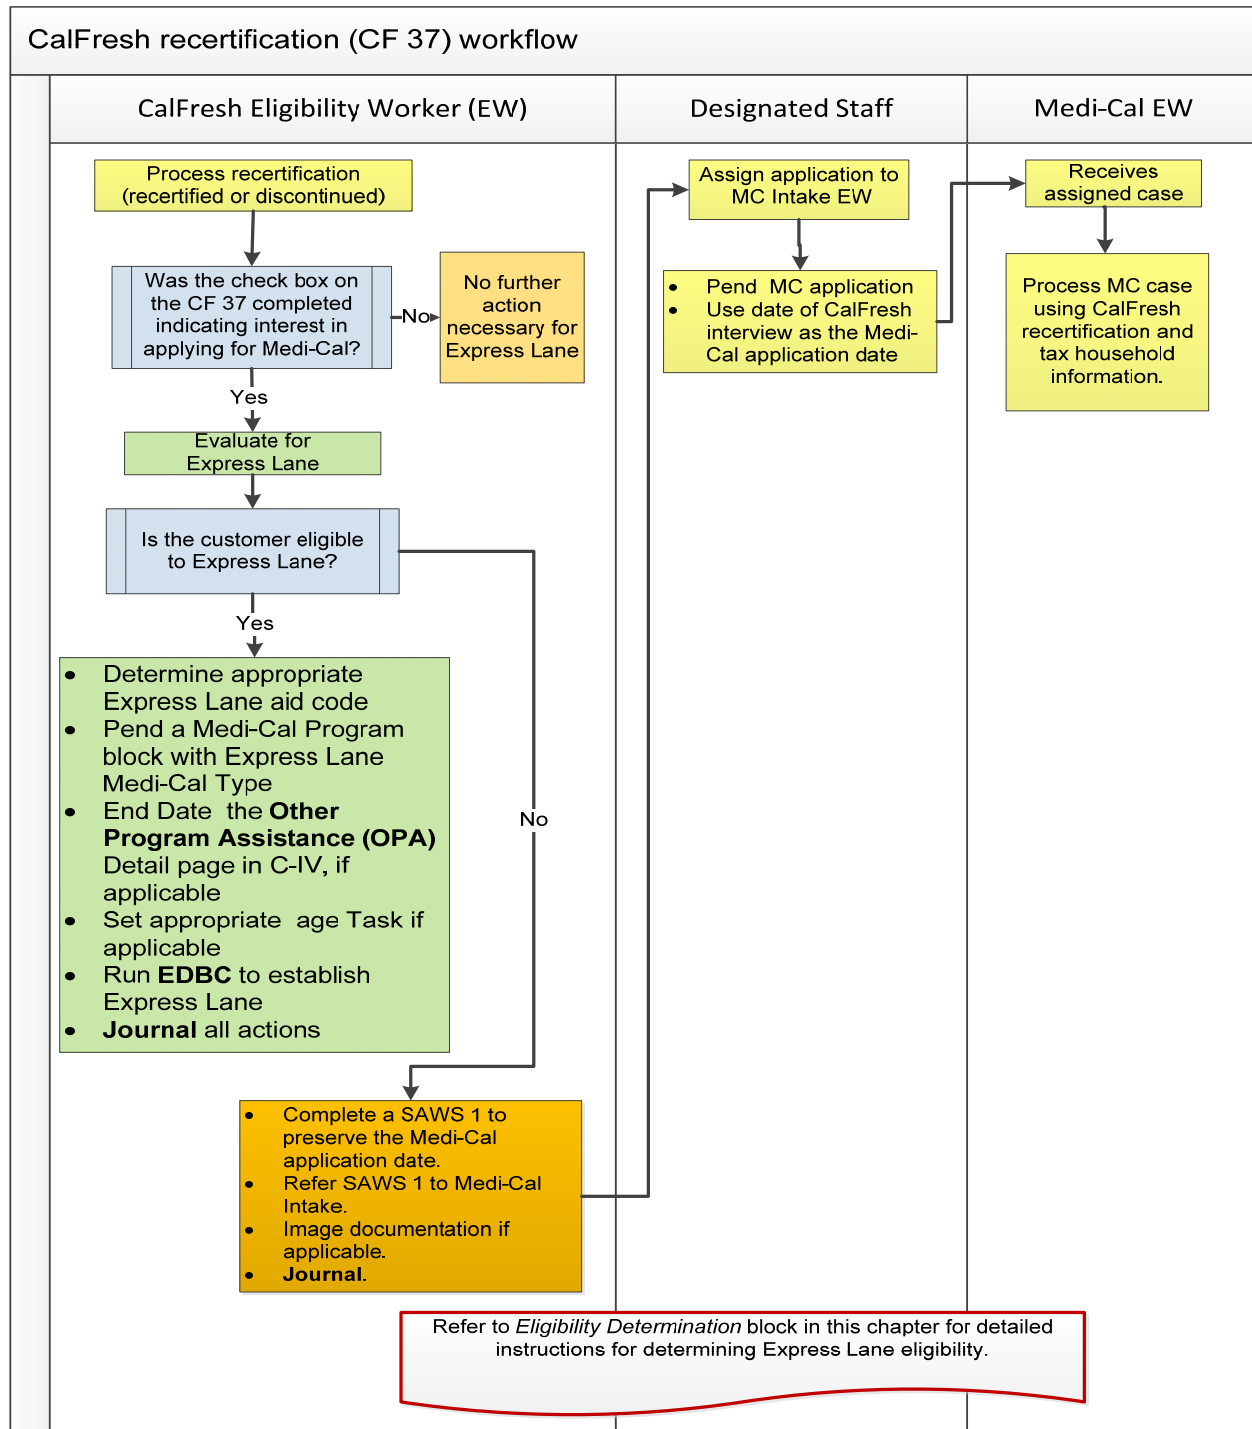 CalFresh recertification (CF 37) workflow
CalFresh Eligibility Worker (EW)
Designated Staff
Medi-Cal EW
Process recertification
(recertified or discontinued)
Was the check box on
the CF 37 completed
indicating interest in
applying for Medi-Cal?
No
No further
action
necessary for
Express Lane
Yes
Evaluate for
Express Lane
Is the customer eligible
to Express Lane?
Yes
No
• Determine appropriate
Express Lane aid code
• Pend a Medi-Cal Program
block with Express Lane
Medi-Cal Type
• End Date the Other
Program Assistance (OPA)
Detail page in C-IV, if
applicable
• Set appropriate age Task if
applicable
• Run EDBC to establish
Express Lane
• Journal all actions
• Complete a SAWS 1 to
preserve the Medi-Cal
application date.
• Refer SAWS 1 to Medi-Cal
Intake.
• Image documentation if
applicable.
• Journal.
Assign application to
MC Intake EW
• Pend MC application
• Use date of CalFresh
interview as the Medi-
Cal application date
Receives
assigned case
Process MC case
using CalFresh
recertification and
tax household
information.
Refer to Eligibility Determination block in this chapter for detailed
instructions for determining Express Lane eligibility.